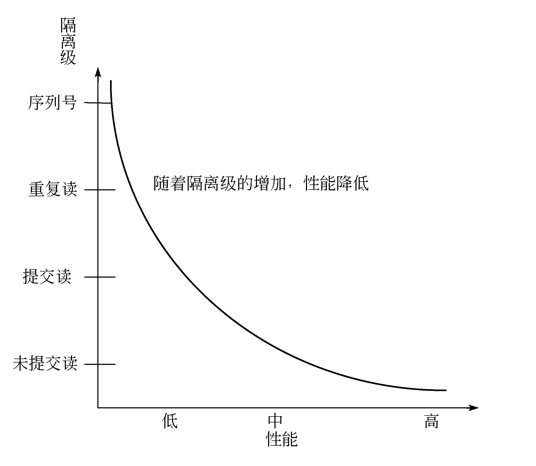 隔离级
序列号
重复读
随着隔离级的增加，性能降低
提交读
未提交读
低
中
高
性能